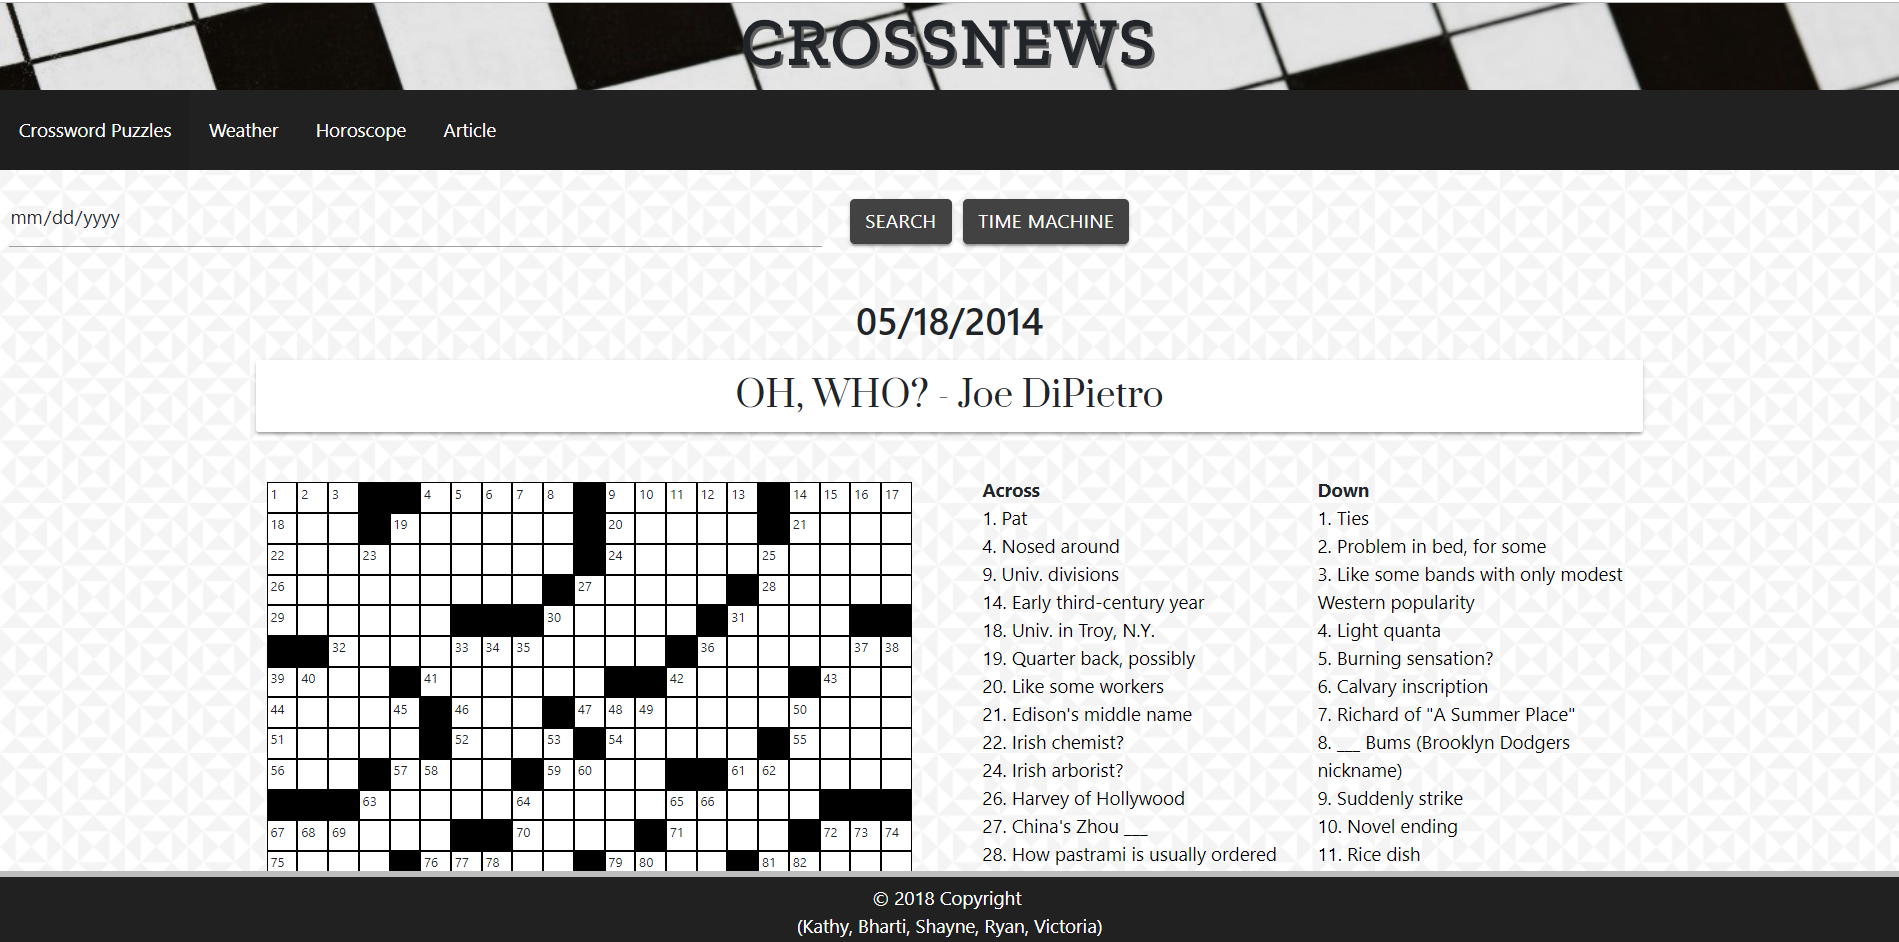 CROSSNEWS
Crossword Puzzles Weather Horoscope Article
mm/dd/yyyy SEARCH TIME MACHINE
05/18/2014
OH, WHO? - Joe DiPietro
1 2 3 4 5 6 7 8 9 10 11 12 13 14 15 16 17
18 19 20 21
22 23 24 25
26 27 28
29 30 31
32 33 34 35 36 37 38
39 40 41 42 43
44 45 46 47 48 49 50
51 52 53 54 55
56 57 58 59 60 61 62
63 64 65 66
67 68 69 70 71 72 73 74
75 76 77 78 79 80 81 82
Across
1. Pat
4. Nosed around
9. Univ. divisions
14. Early third-century year
18. Univ. in Troy, N.Y.
19. Quarter back, possibly
20. Like some workers
21. Edison's middle name
22. Irish chemist?
24. Irish arborist?
26. Harvey of Hollywood
27. China's Zhou ___
28. How pastrami is usually ordered
Down
1. Ties
2. Problem in bed, for some
3. Like some bands with only modest
Western popularity
4. Light quanta
5. Burning sensation?
6. Calvary inscription
7. Richard of "A Summer Place"
8. ___ Bums (Brooklyn Dodgers
nickname)
9. Suddenly strike
10. Novel ending
11. Rice dish
© 2018 Copyright
(Kathy, Bharti, Shayne, Ryan, Victoria)